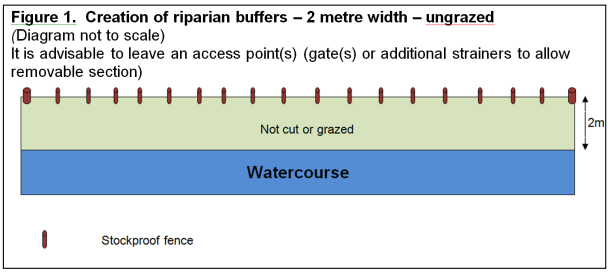 Figure 1.  Creation of riparian buffers – 2 metre width – ungrazed
(Diagram not to scale)
It is advisable to leave an access point(s) (gate(s) or additional strainers to allow
removable section)
Not cut or grazed
2m
Watercourse
Stockproof fence